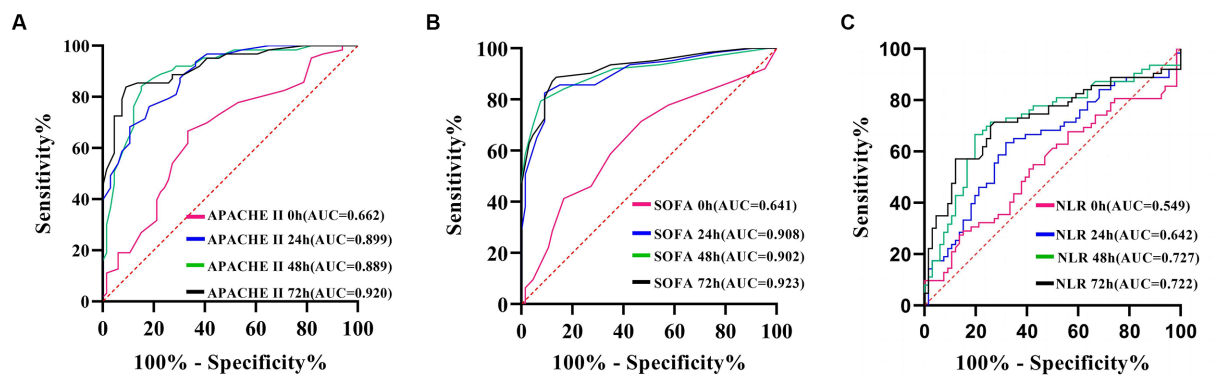 A
Sensitivity%
100
80
60
40
20
0
0 20 40 60 80 100
100% - Specificity%
APACHE II 0h(AUC=0.662)
APACHE II 24h(AUC=0.899)
APACHE II 48h(AUC=0.889)
APACHE II 72h(AUC=0.920)
B
Sensitivity%
100
80
60
40
20
0
0 20 40 60 80 100
100% - Specificity%
SOFA 0h(AUC=0.641)
SOFA 24h(AUC=0.908)
SOFA 48h(AUC=0.902)
SOFA 72h(AUC=0.923)
C
Sensitivity%
100
80
60
40
20
0
0 20 40 60 80 100
100% - Specificity%
NLR 0h(AUC=0.549)
NLR 24h(AUC=0.642)
NLR 48h(AUC=0.727)
NLR 72h(AUC=0.722)